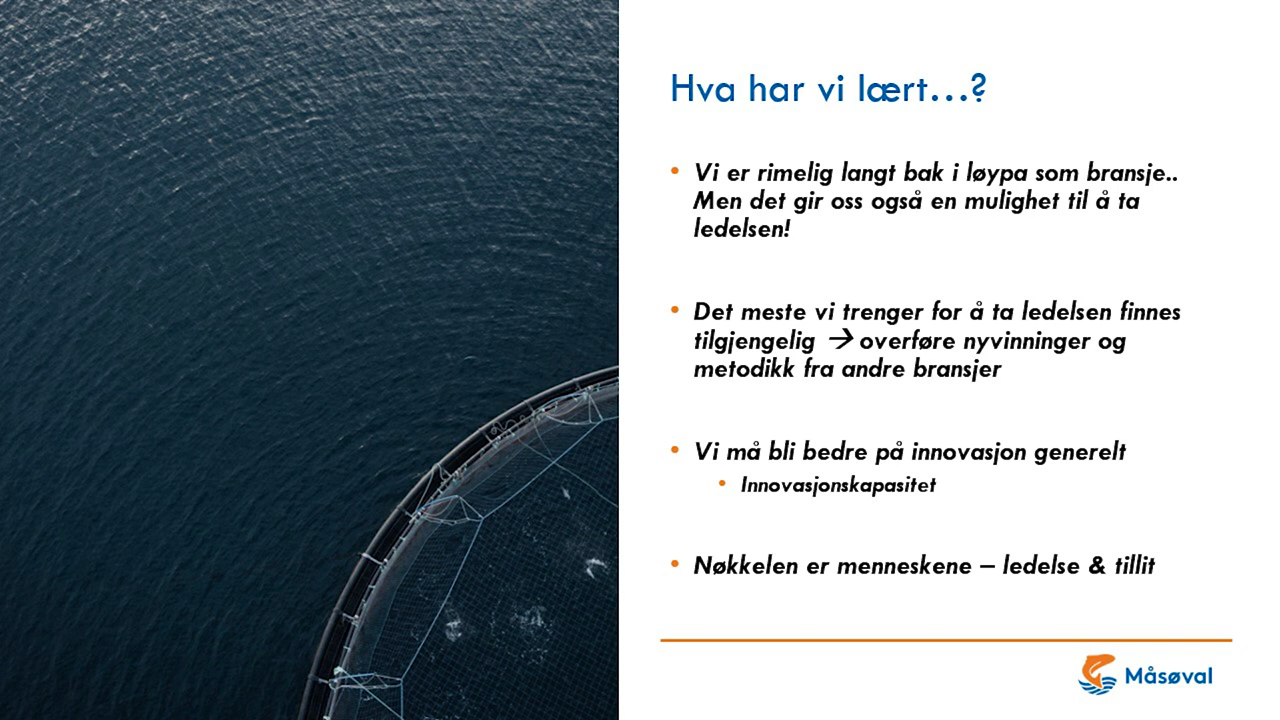 Hva har vi lært...?
• Vi er rimelig langt bak i løypa som bransje..
Men det gir oss også en mulighet til å ta
ledelsen!
• Det meste vi trenger for å ta ledelsen finnes
tilgjengelig → overføre nyvinninger og
metodikk fra andre bransjer
• Vi må bli bedre på innovasjon generelt
• Innovasjonskapasitet
• Nøkkelen er menneskene – ledelse & tillit
Måsøval